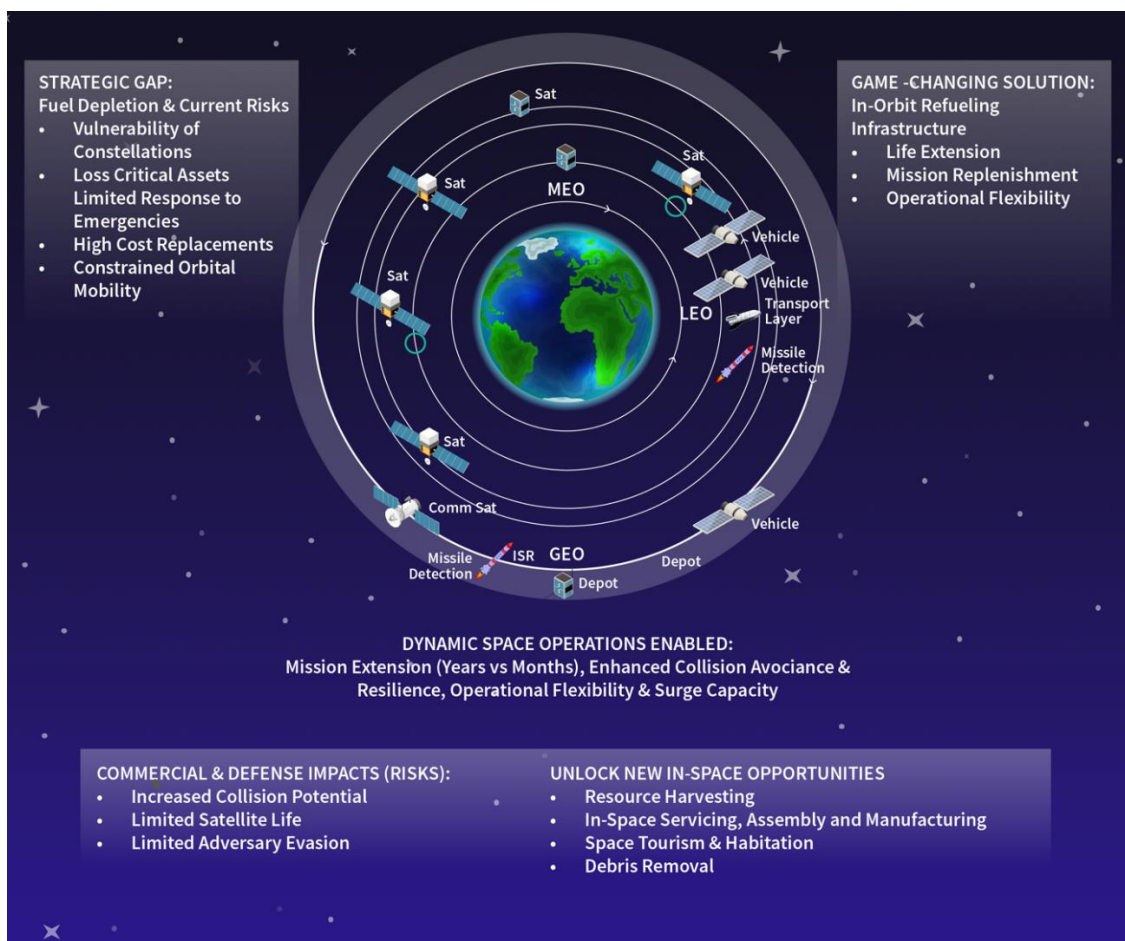 STRATEGIC GAP:
Fuel Depletion & Current Risks
• Vulnerability of
Constellations
• Loss Critical Assets
Limited Response to
Emergencies
• High Cost Replacements
• Constrained Orbital
Mobility
GAME -CHANGING SOLUTION:
In-Orbit Refueling
Infrastructure
• Life Extension
• Mission Replenishment
• Operational Flexibility
Sat
Sat
Sat
MEO
Vehicle
Sat
Vehicle
LEO
Transport
Layer
Missile
Detection
Sat
Comm Sat
Vehicle
Missile
Detection
ISR
GEO
Depot
Depot
DYNAMIC SPACE OPERATIONS ENABLED:
Mission Extension (Years vs Months), Enhanced Collision Avociance &
Resilience, Operational Flexibility & Surge Capacity
COMMERCIAL & DEFENSE IMPACTS (RISKS):
• Increased Collision Potential
• Limited Satellite Life
• Limited Adversary Evasion
UNLOCK NEW IN-SPACE OPPORTUNITIES
• Resource Harvesting
• In-Space Servicing, Assembly and Manufacturing
• Space Tourism & Habitation
• Debris Removal